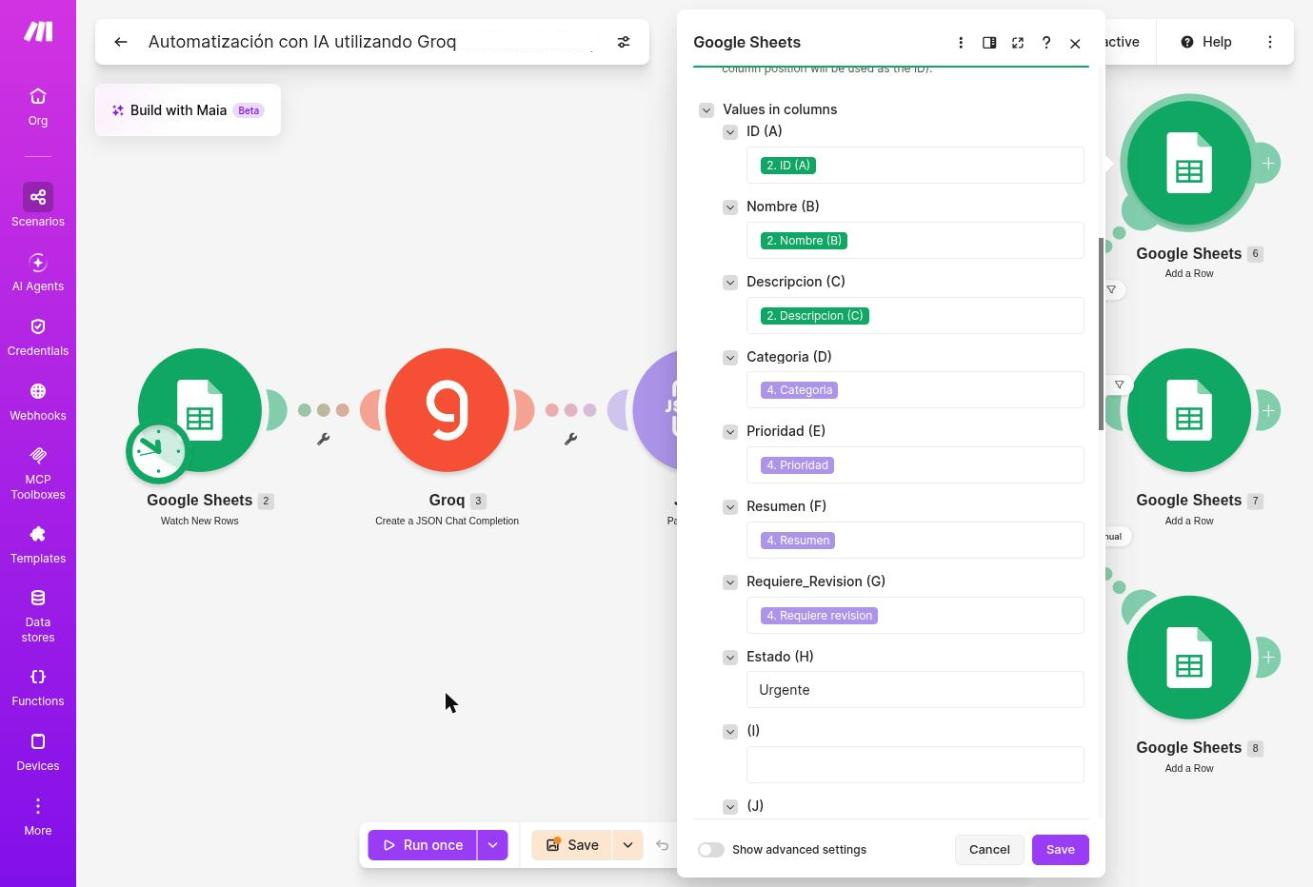 Automatización con IA utilizando Groq
Build with Maia Beta
Org
Scenarios
AI Agents
Credentials
Webhooks
MCP
Toolboxes
Templates
Data
stores
Functions
Devices
More
Google Sheets 2
Watch New Rows
Groq 3
Create a JSON Chat Completion
Run once
Save
Google Sheets
column position will be used as the ID).
Values in columns
ID (A)
2. ID (A)
Nombre (B)
2. Nombre (B)
Descripcion (C)
2. Descripcion (C)
Categoria (D)
4. Categoria
Prioridad (E)
4. Prioridad
Resumen (F)
4. Resumen
Requiere_Revision (G)
4. Requiere revision
Estado (H)
Urgente
(I)
(J)
Show advanced settings
Cancel
Save
active
Help
Google Sheets 6
Add a Row
Google Sheets 7
Add a Row
Google Sheets 8
Add a Row